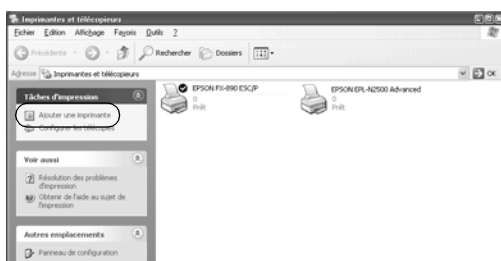 Imprimantes et télécopieurs
Fichier Edition Affichage Favoris Outils ?
Précédente Rechercher Dossiers
Adresse Imprimantes et télécopieurs OK
Tâches d'impression
Ajouter une imprimante
Configurer les télécopies
Voir aussi
Résolution des problèmes
d'impression
Obtenir de l'aide au sujet de
l'impression
Autres emplacements
Panneau de configuration
EPSON FX-890 ESC/P
0
Prêt
EPSON EPL-N2500 Advanced
0
Prêt